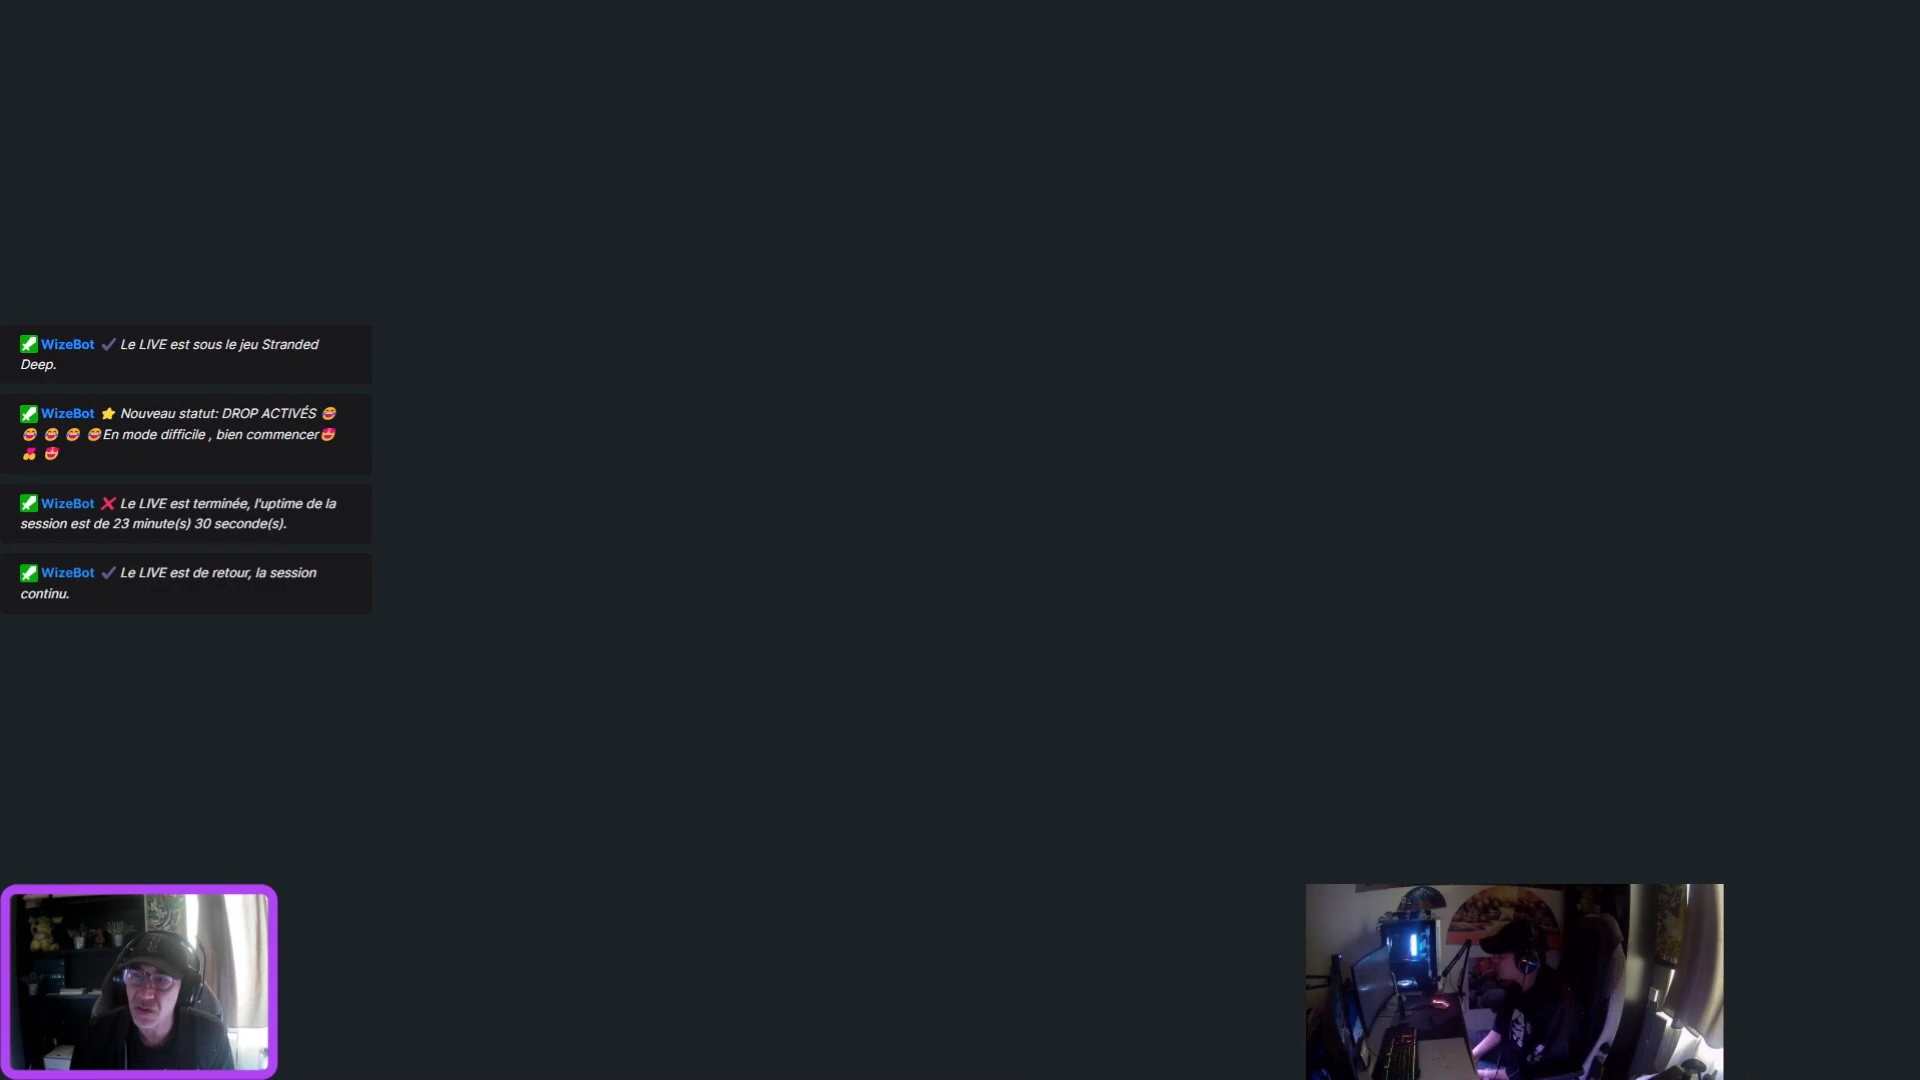 WizeBot ✔ Le LIVE est sous le jeu Stranded
Deep.
WizeBot ⭐ Nouveau statut: DROP ACTIVÉS 😂
😂 😂 😂 😂En mode difficile , bien commencer🤩
🥰 🤩
WizeBot ❌ Le LIVE est terminée, l'uptime de la
session est de 23 minute(s) 30 seconde(s).
WizeBot ✔ Le LIVE est de retour, la session
continu.